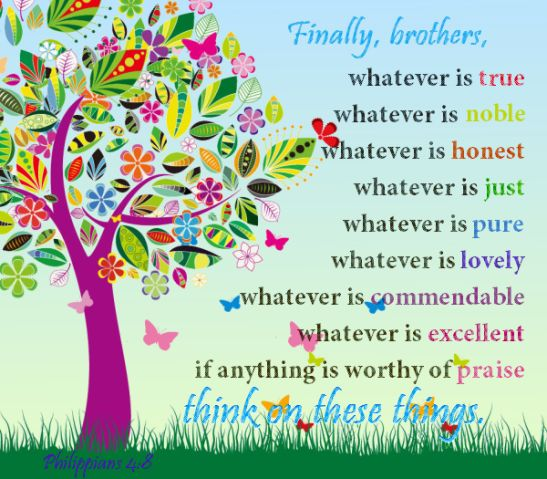 Finally, brothers,
whatever is true
whatever is noble
whatever is honest
whatever is just
whatever is pure
whatever is lovely
whatever is commendable
whatever is excellent
if anything is worthy of praise
think on these things.
Philippians 4:8